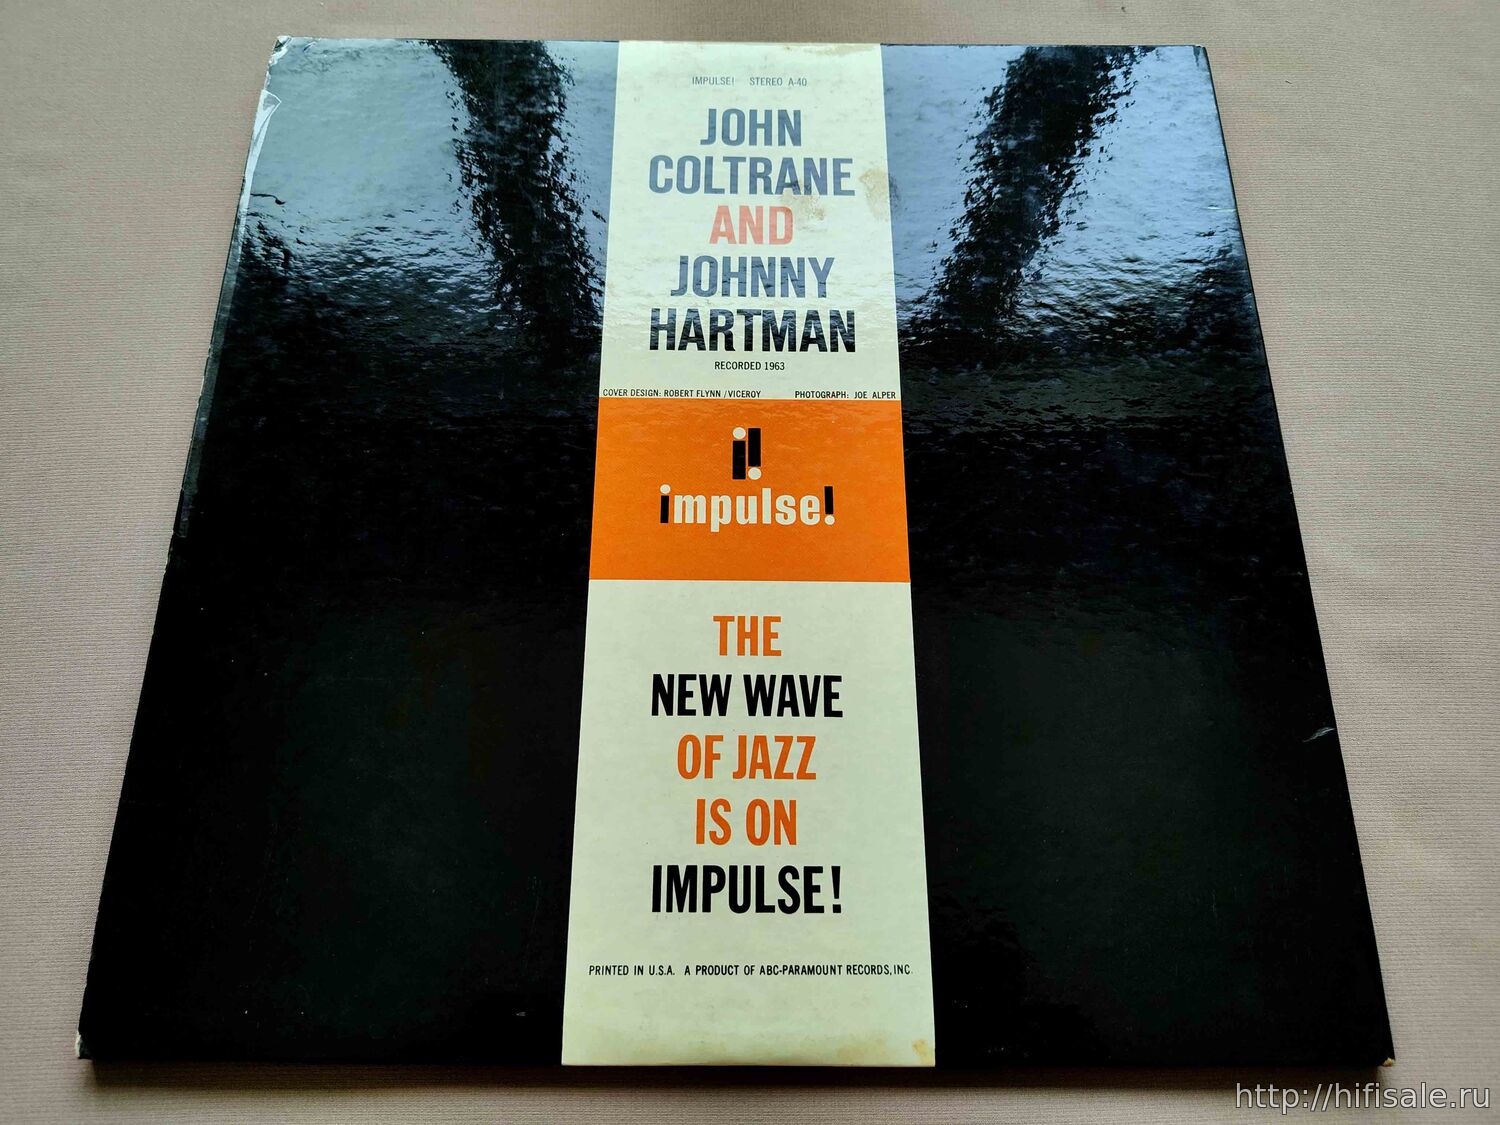 IMPULSE! STEREO A-40
JOHN
COLTRANE
AND
JOHNNY
HARTMAN
RECORDED 1963
COVER DESIGN: ROBERT FLYNN / VICEROY PHOTOGRAPH: JOE ALPER
i!
impulse!
THE
NEW WAVE
OF JAZZ
IS ON
IMPULSE!
PRINTED IN U.S.A. A PRODUCT OF ABC-PARAMOUNT RECORDS, INC.
http://hifisale.ru